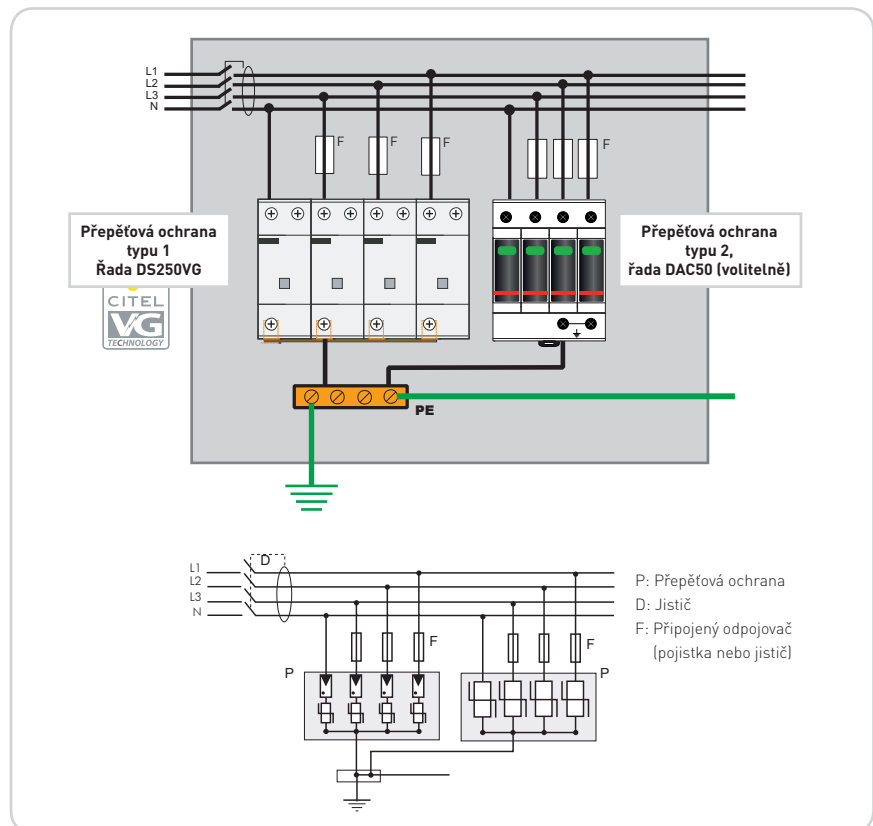 L1
L2
L3
N
F
F
F
F
Přepěťová ochrana
typu 1
Řada DS250VG
CITEL
VG
TECHNOLOGY
Přepěťová ochrana
typu 2,
řada DAC50 (volitelně)
PE
D
L1
L2
L3
N
F
F
P
P
P: Přepěťová ochrana
D: Jistič
F: Připojený odpojovač
(pojistka nebo jistič)